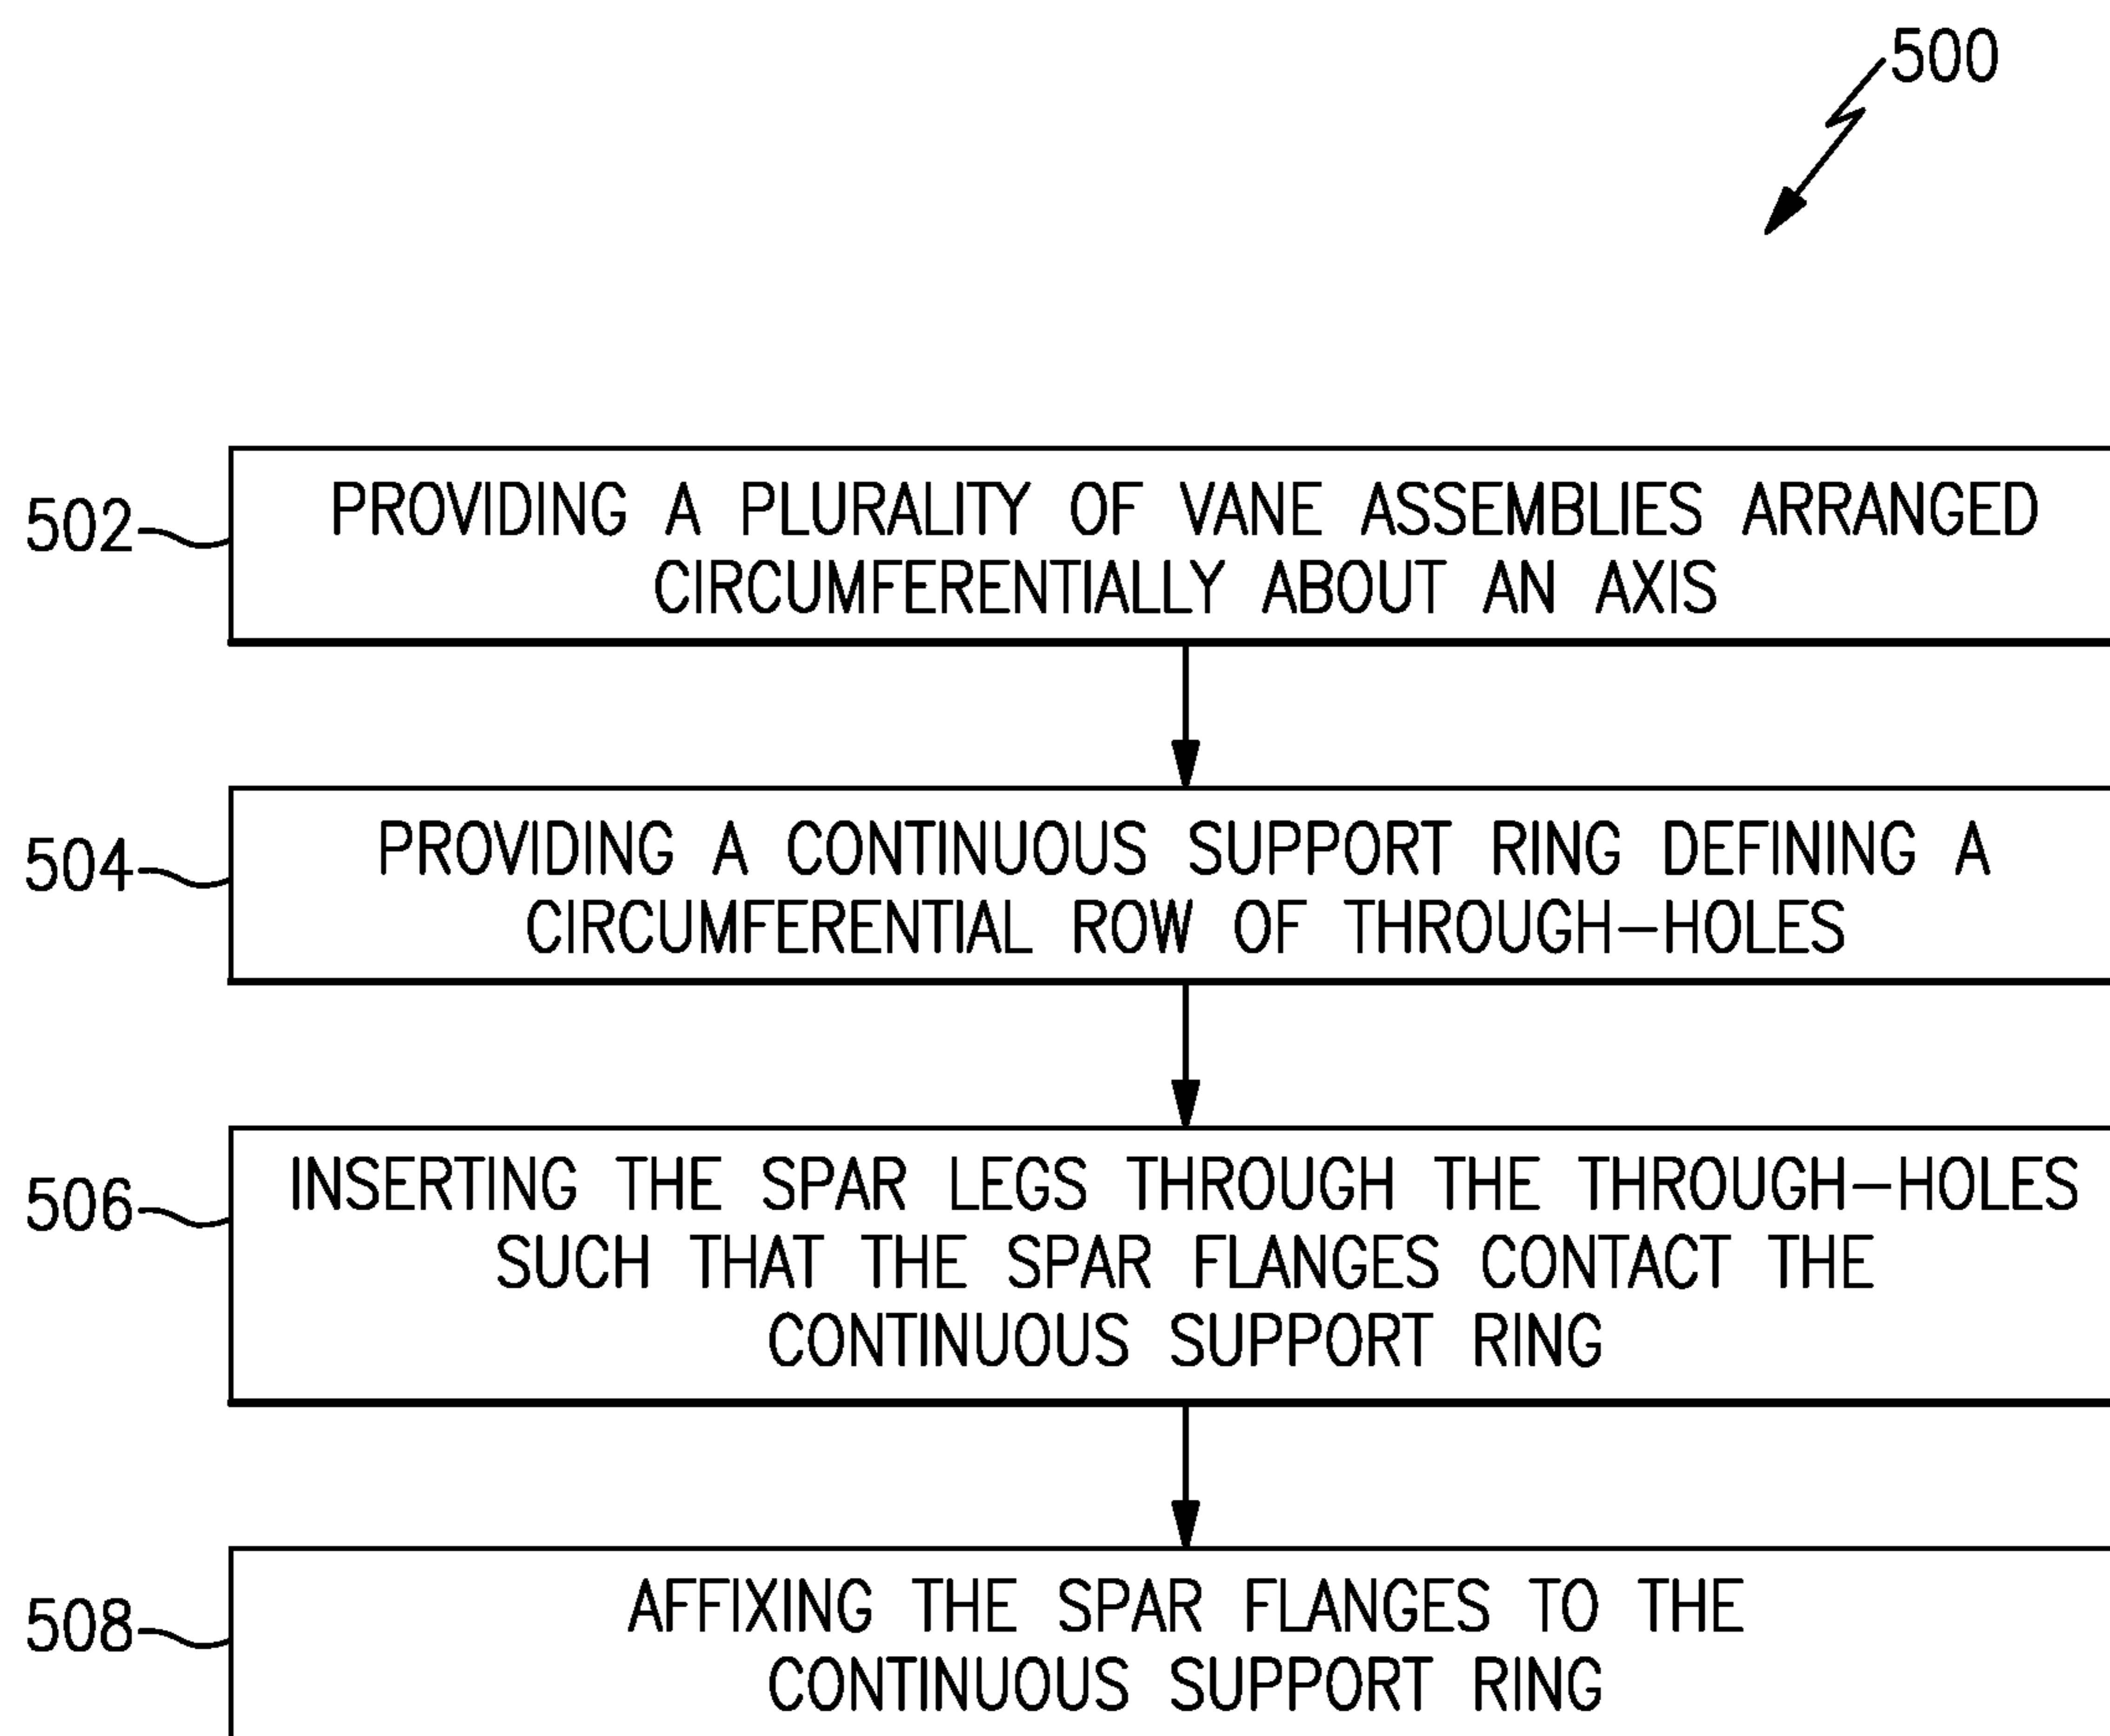 500
502
PROVIDING A PLURALITY OF VANE ASSEMBLIES ARRANGED
CIRCUMFERENTIALLY ABOUT AN AXIS
504
PROVIDING A CONTINUOUS SUPPORT RING DEFINING A
CIRCUMFERENTIAL ROW OF THROUGH-HOLES
506
INSERTING THE SPAR LEGS THROUGH THE THROUGH-HOLES
SUCH THAT THE SPAR FLANGES CONTACT THE
CONTINUOUS SUPPORT RING
508
AFFIXING THE SPAR FLANGES TO THE
CONTINUOUS SUPPORT RING